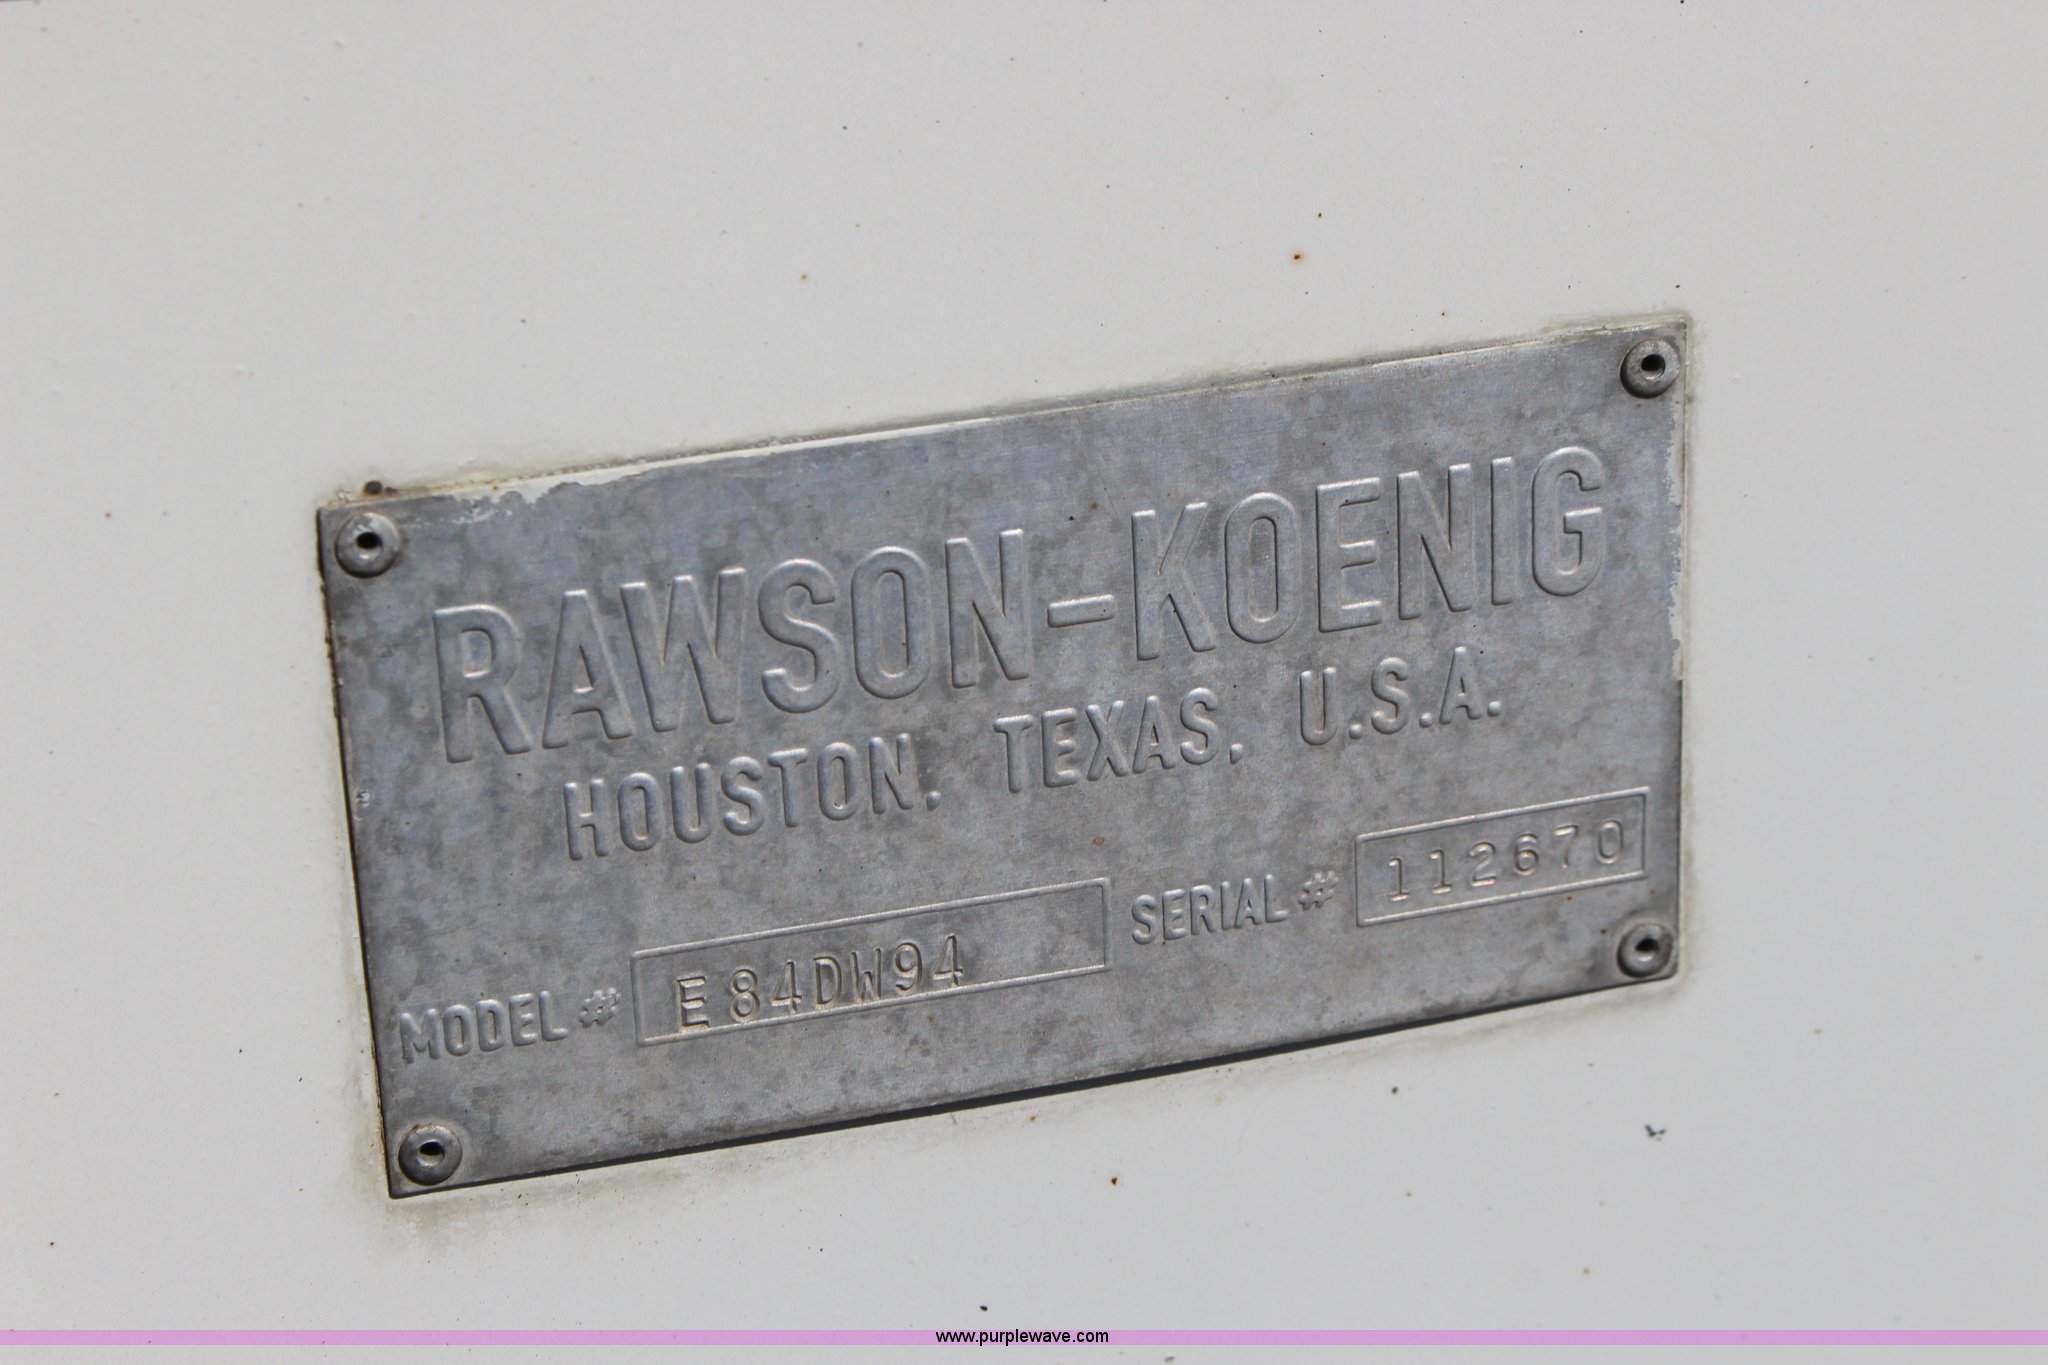 RAWSON-KOENIG
HOUSTON, TEXAS, U.S.A.
MODEL # E84DW94 SERIAL # 112670
www.purplewave.com